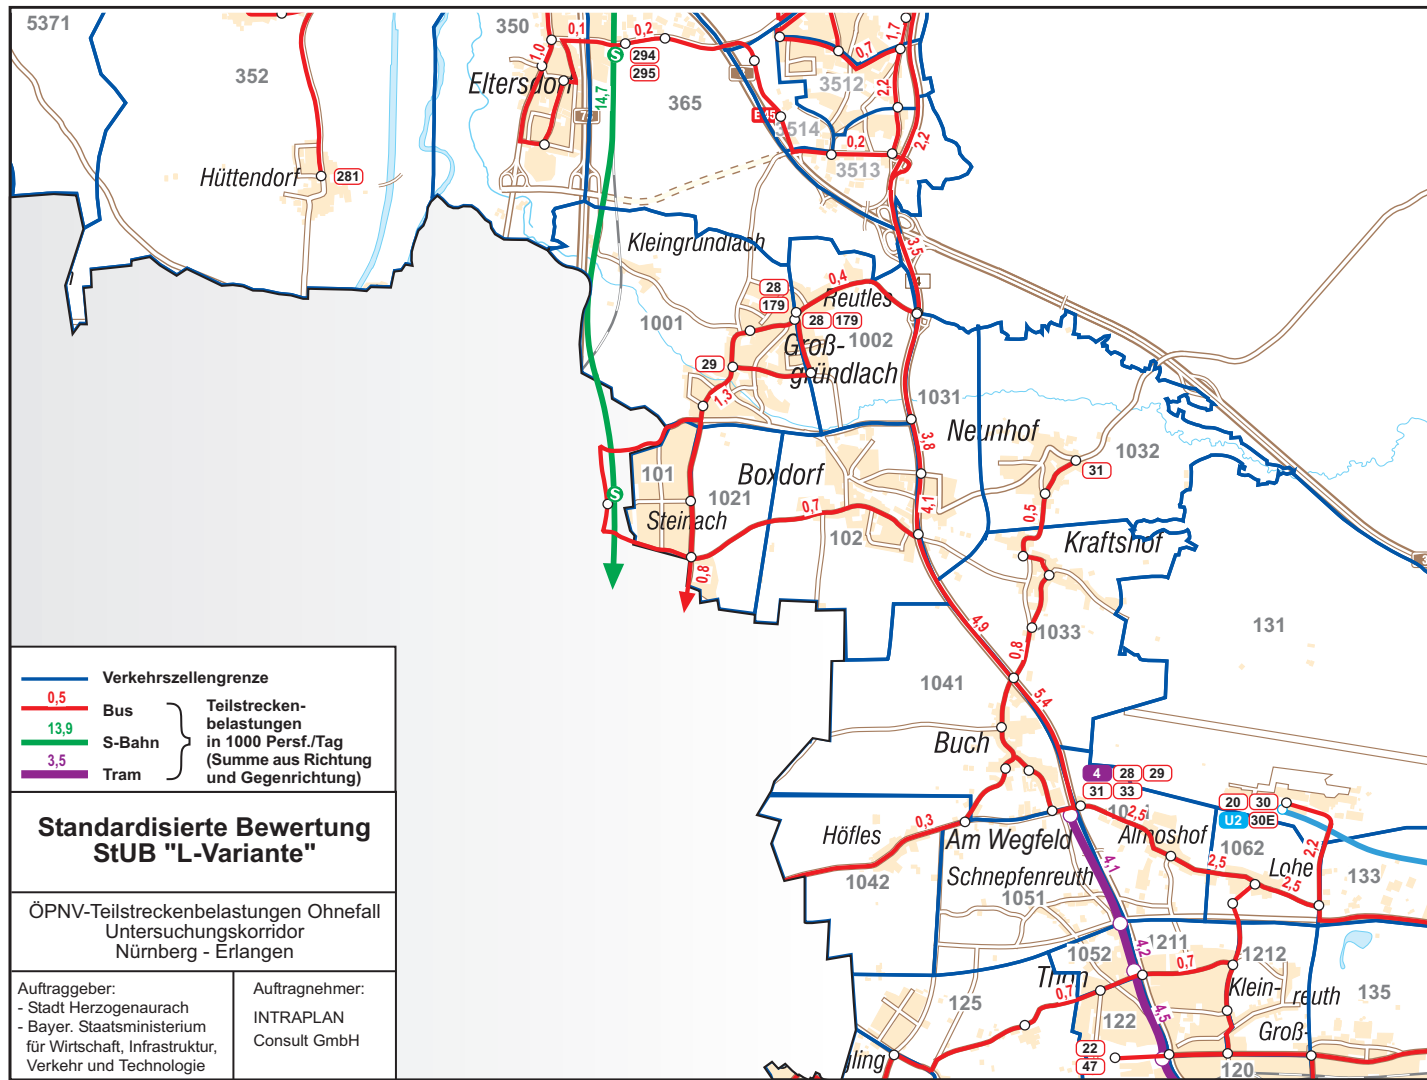 5371
350
0,1
0,2
1,7
352
1,0
294
295
0,7
3512
Eltersdorf
14,7
365
2,2
E45
3514
2,2
0,2
3513
Hüttendorf
281
Kleingründlach
3,5
28
179
0,4
Reutles
28
179
1001
1002
Groß-
gründlach
29
1,3
1031
Neunhof
3,8
1032
31
101
1021
Boxdorf
4,1
0,5
Steinach
0,7
102
Kraftshof
0,8
4,9
1033
131
0,8
1041
5,4
Buch
4
28
29
31
33
20
30
U2
30E
2,5
Almoshof
1062
2,2
Höfles
0,3
Am Wegfeld
4,1
2,5
Lohe
133
1042
Schnepfenreuth
1051
2,5
1052
4,2
1211
1212
Thon
0,7
125
0,7
Klein-
reuth
135
122
4,5
Groß-
22
47
120
Verkehrszellengrenze
0,5
Bus
13,9
S-Bahn
3,5
Tram
Teilstrecken-
belastungen
in 1000 Persf./Tag
(Summe aus Richtung
und Gegenrichtung)
Standardisierte Bewertung
StUB "L-Variante"
ÖPNV-Teilstreckenbelastungen Ohnefall
Untersuchungskorridor
Nürnberg - Erlangen
Auftraggeber:
- Stadt Herzogenaurach
- Bayer. Staatsministerium
für Wirtschaft, Infrastruktur,
Verkehr und Technologie
Auftragnehmer:
INTRAPLAN
Consult GmbH